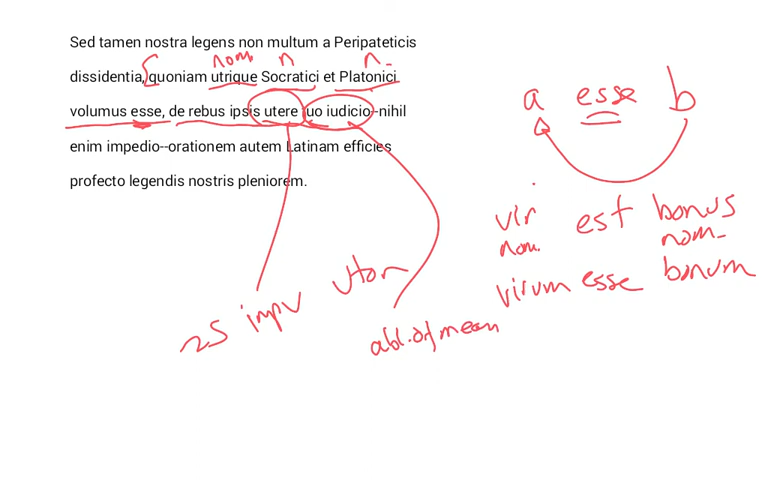 Sed tamen nostra legens non multum a Peripateticis
nom. n n.
dissidentia, quoniam utrique Socratici et Platonici
volumus esse, de rebus ipsis utere tuo iudicio--nihil
enim impedio--orationem autem Latinam efficies
profecto legendis nostris pleniorem.
a esse b
vir est bonus
nom. nom.
virum esse bonum
2S impv utor
abl. of mean